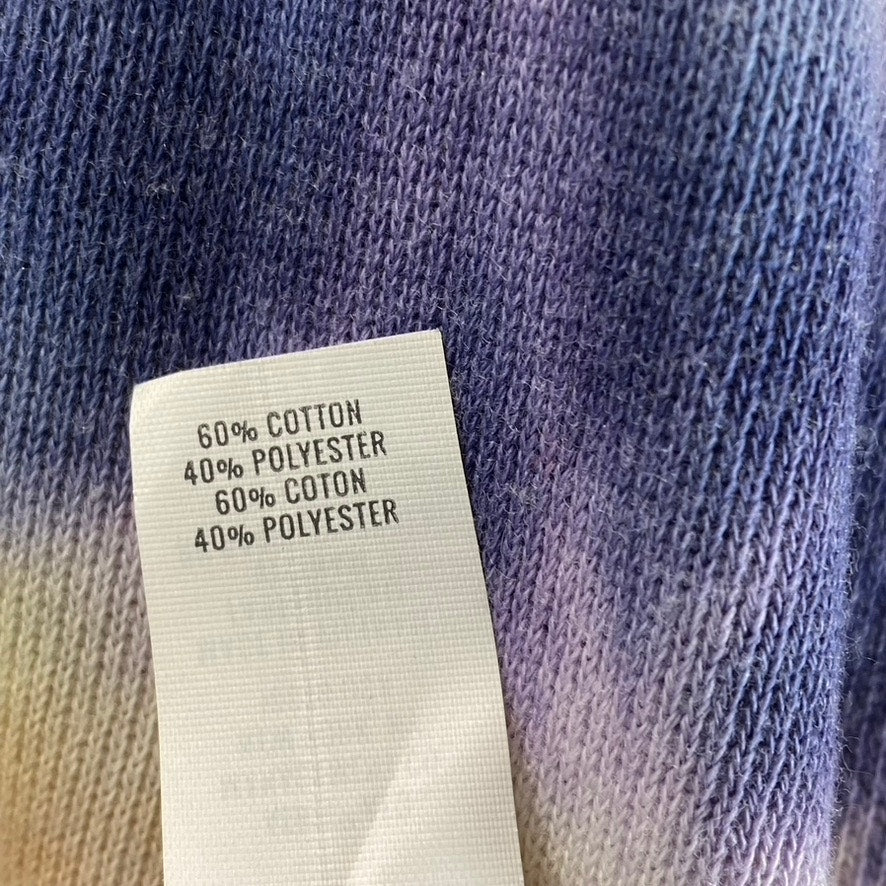 60% COTTON
40% POLYESTER
60% COTON
40% POLYESTER